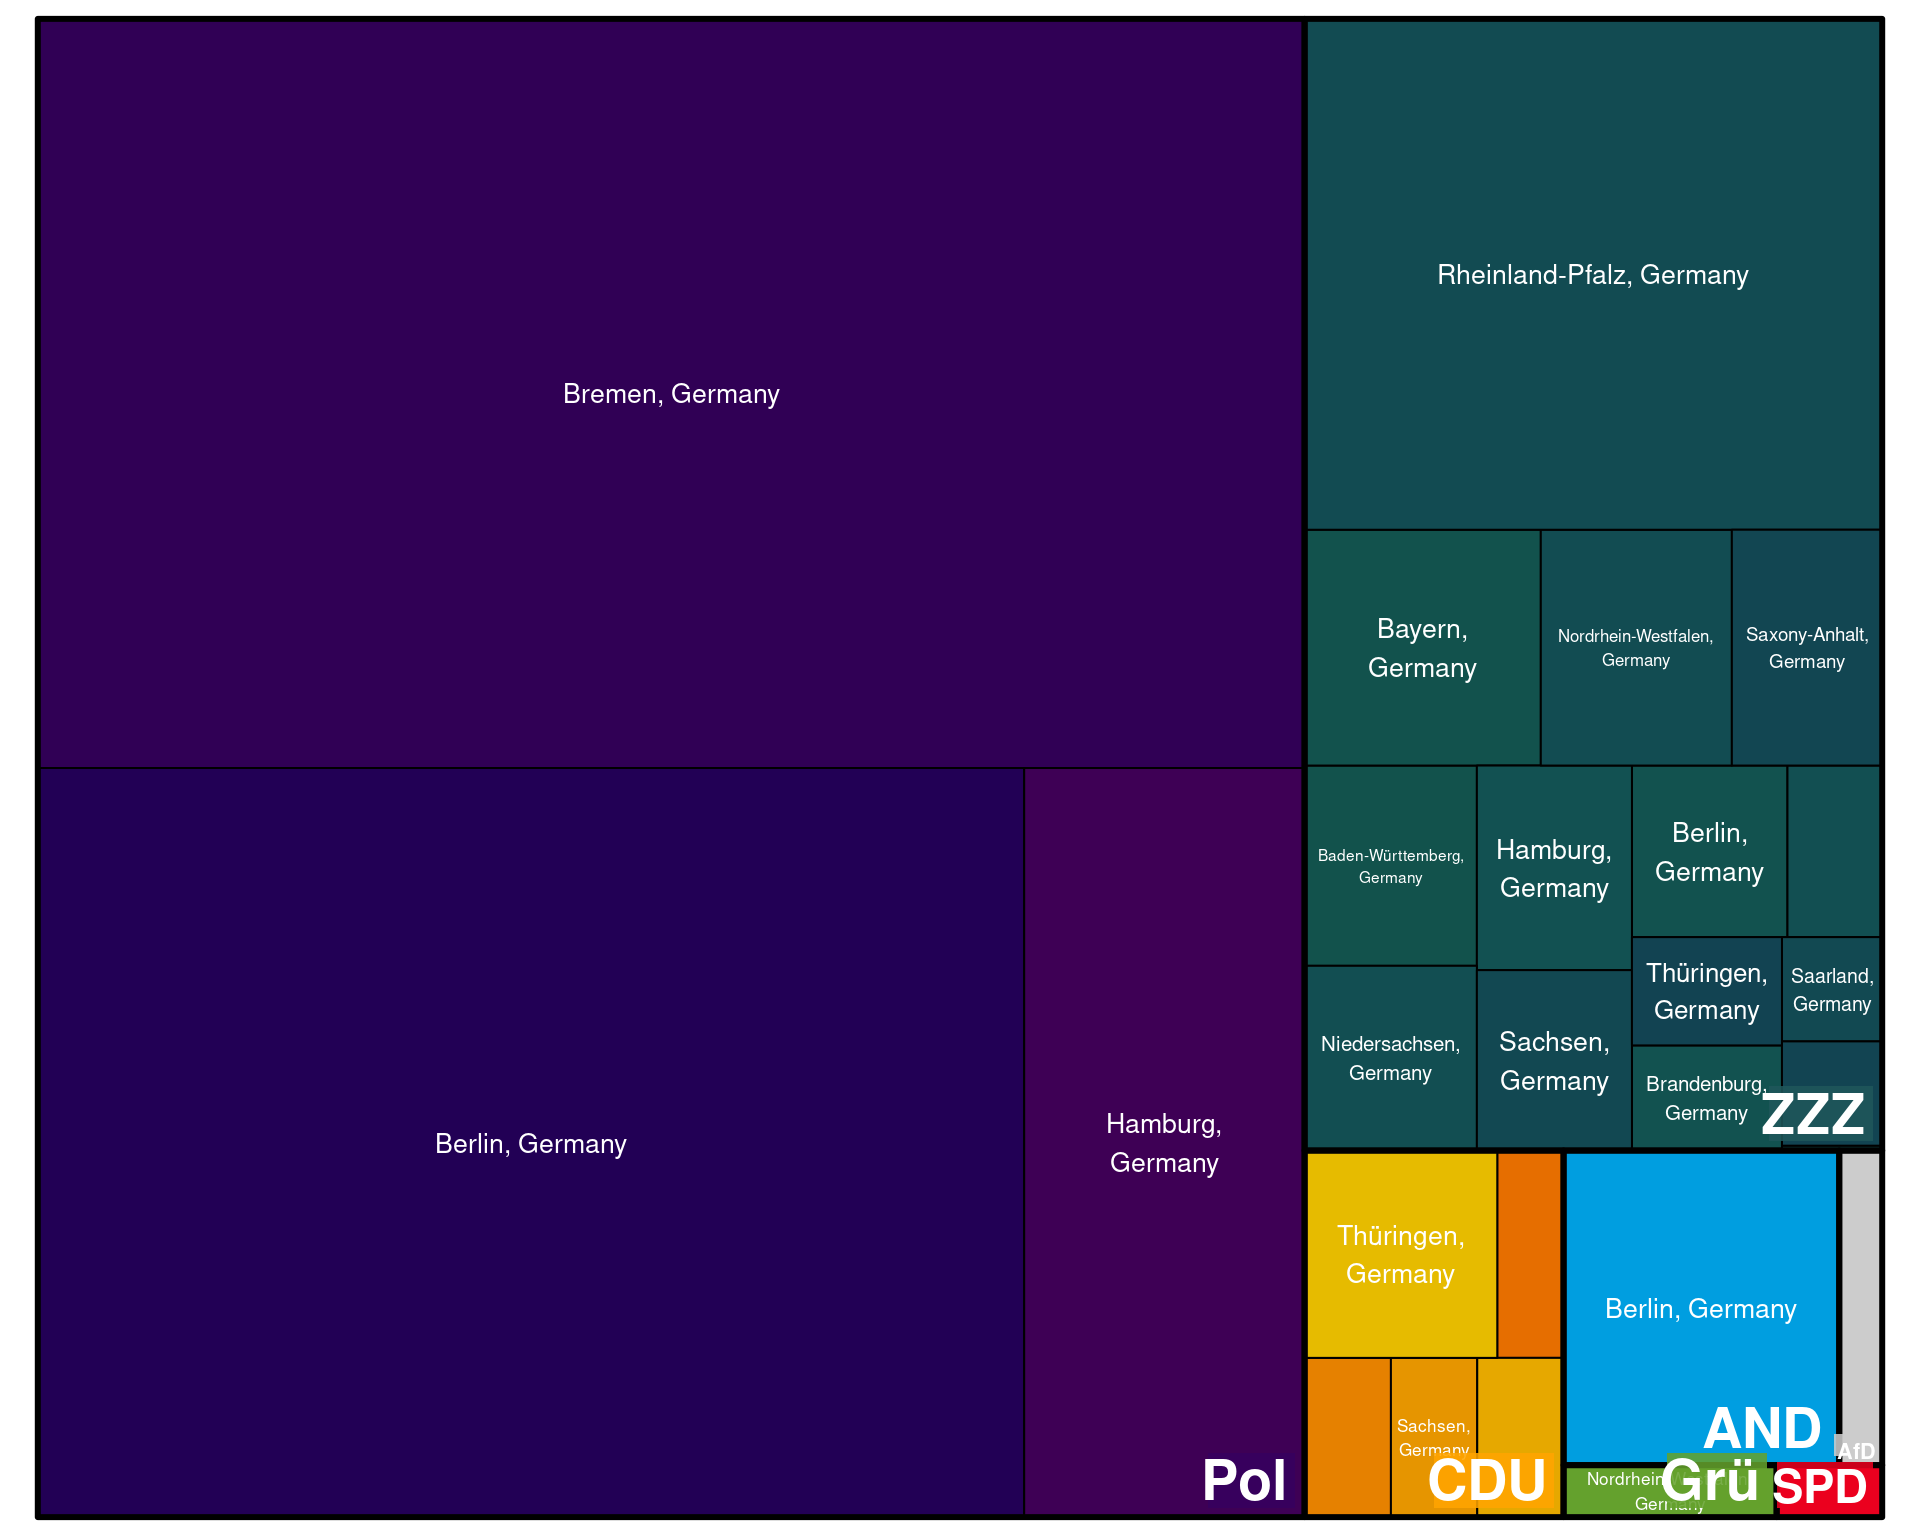 Bremen, Germany
Berlin, Germany
Hamburg,
Germany
Pol
Rheinland-Pfalz, Germany
Bayern,
Germany
Nordrhein-Westfalen,
Germany
Saxony-Anhalt,
Germany
Baden-Württemberg,
Germany
Hamburg,
Germany
Berlin,
Germany
Niedersachsen,
Germany
Sachsen,
Germany
Thüringen,
Germany
Saarland,
Germany
Brandenburg,
Germany
ZZZ
Thüringen,
Germany
Sachsen,
Germany
CDU
Berlin, Germany
AND
AfD
Germany
Grü
SPD